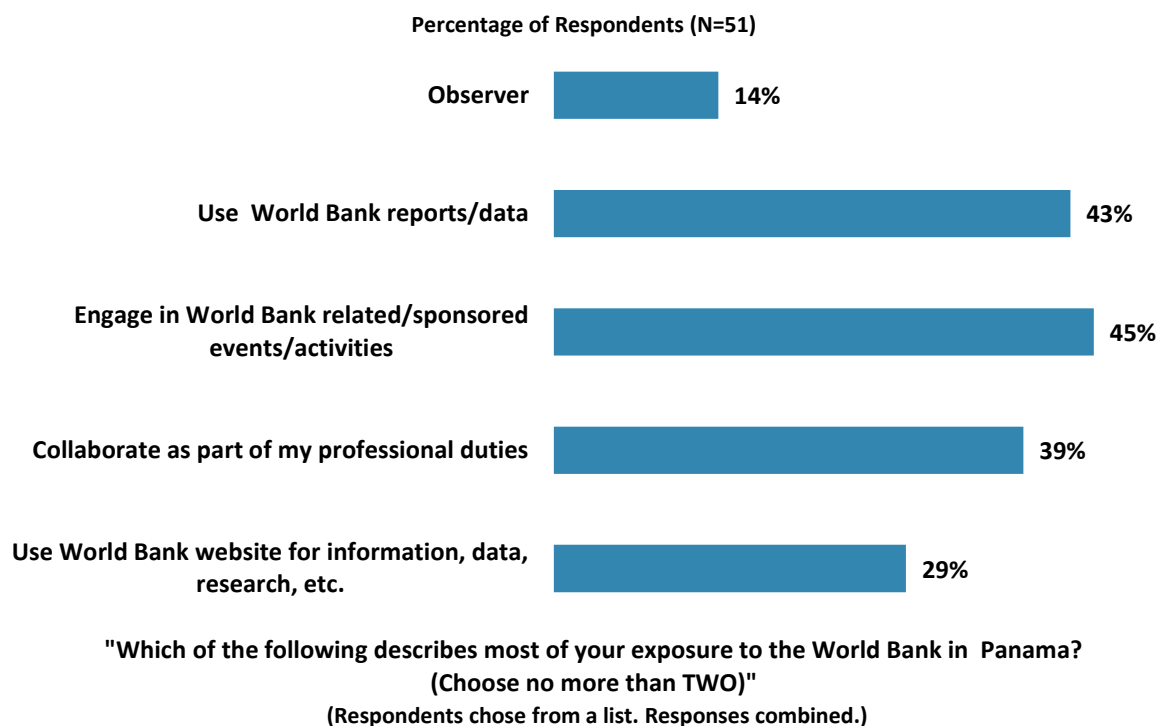 Percentage of Respondents (N=51)
Observer
14%
Use World Bank reports/data
43%
Engage in World Bank related/sponsored
events/activities
45%
Collaborate as part of my professional duties
39%
Use World Bank website for information, data,
research, etc.
29%
"Which of the following describes most of your exposure to the World Bank in Panama?
(Choose no more than TWO)"
(Respondents chose from a list. Responses combined.)